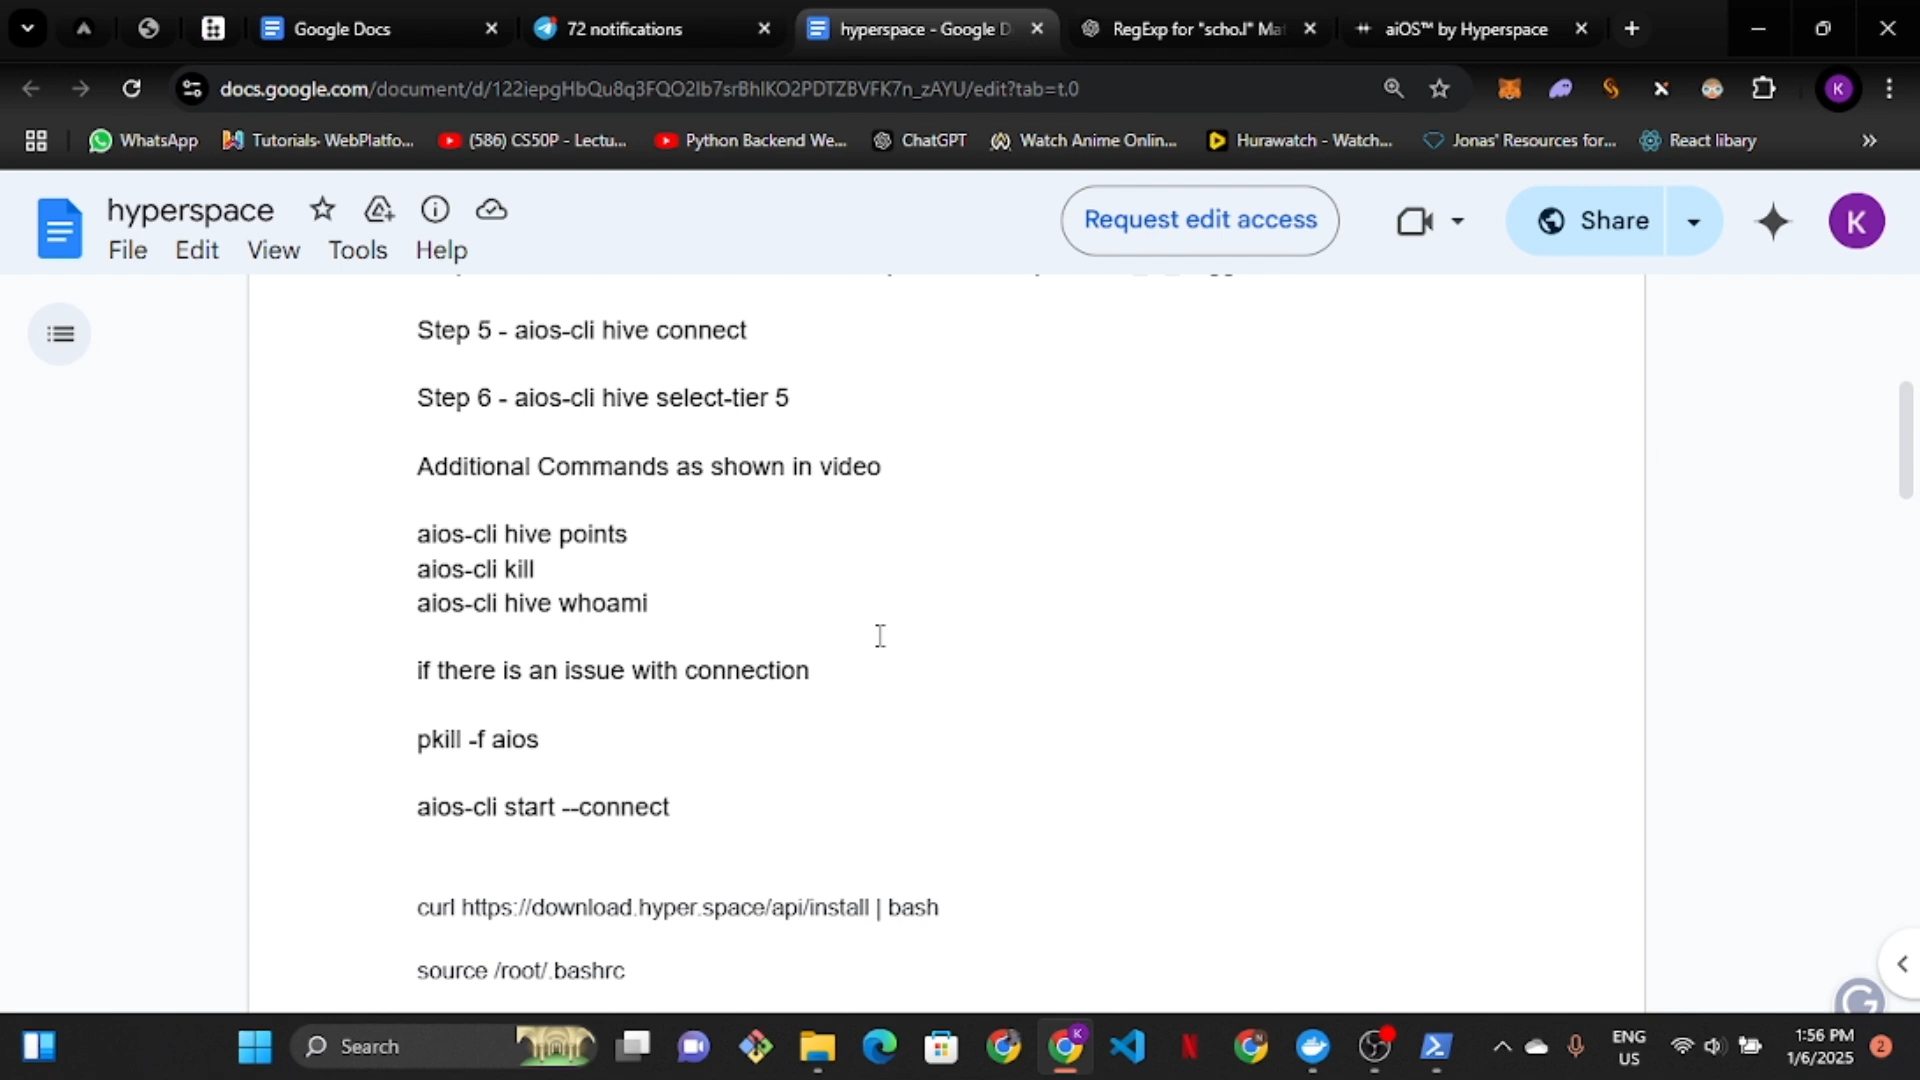 Google Docs
72 notifications
hyperspace - Google D
RegExp for "scho.l" Ma
aiOS™ by Hyperspace
docs.google.com/document/d/122iepgHbQu8q3FQO2Ib7srBhlKO2PDTZBVFK7n_zAYU/edit?tab=t.0
K
WhatsApp
Tutorials- WebPlatfo...
(586) CS50P - Lectu...
Python Backend We...
ChatGPT
Watch Anime Onlin...
Hurawatch - Watch...
Jonas' Resources for...
React libary
hyperspace
Request edit access
Share
K
File Edit View Tools Help
Step 5 - aios-cli hive connect
Step 6 - aios-cli hive select-tier 5
Additional Commands as shown in video
aios-cli hive points
aios-cli kill
aios-cli hive whoami
if there is an issue with connection
pkill -f aios
aios-cli start --connect
curl https://download.hyper.space/api/install | bash
source /root/.bashrc
Search
K
ENG
US
1:56 PM
1/6/2025
2